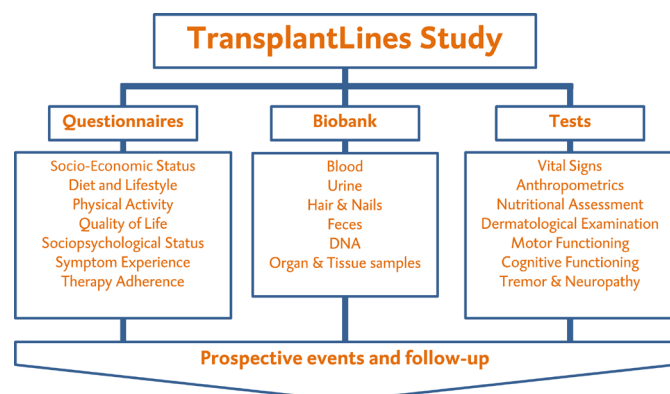 TransplantLines Study
Questionnaires
Socio-Economic Status
Diet and Lifestyle
Physical Activity
Quality of Life
Sociopsychological Status
Symptom Experience
Therapy Adherence
Biobank
Blood
Urine
Hair & Nails
Feces
DNA
Organ & Tissue samples
Tests
Vital Signs
Anthropometrics
Nutritional Assessment
Dermatological Examination
Motor Functioning
Cognitive Functioning
Tremor & Neuropathy
Prospective events and follow-up